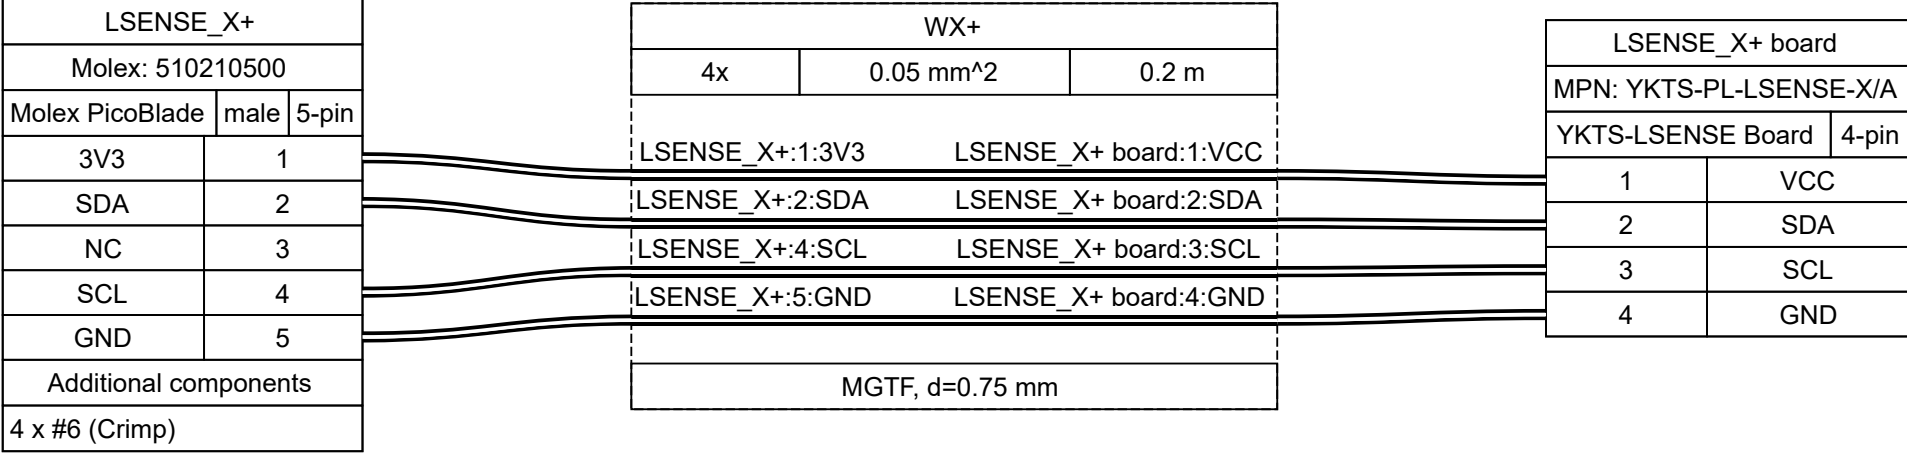 LSENSE_X+
Molex: 510210500
Molex PicoBlade male 5-pin
3V3 1
SDA 2
NC 3
SCL 4
GND 5
Additional components
4 x #6 (Crimp)
WX+
4x 0.05 mm^2 0.2 m
LSENSE_X+:1:3V3 LSENSE_X+ board:1:VCC
LSENSE_X+:2:SDA LSENSE_X+ board:2:SDA
LSENSE_X+:4:SCL LSENSE_X+ board:3:SCL
LSENSE_X+:5:GND LSENSE_X+ board:4:GND
MGTF, d=0.75 mm
LSENSE_X+ board
MPN: YKTS-PL-LSENSE-X/A
YKTS-LSENSE Board 4-pin
1 VCC
2 SDA
3 SCL
4 GND